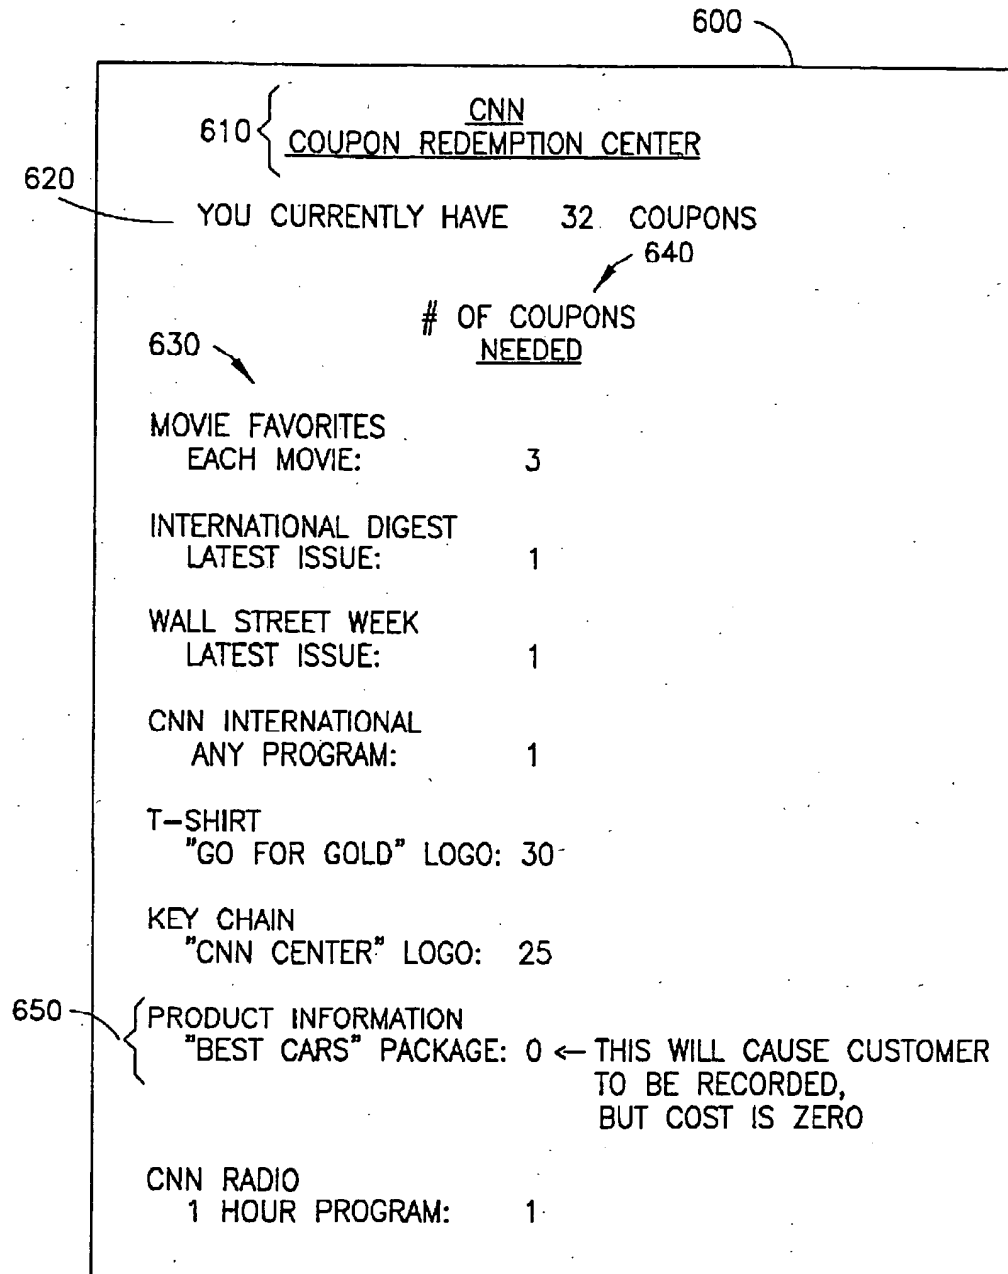 600
610 CNN
COUPON REDEMPTION CENTER
620
YOU CURRENTLY HAVE 32 COUPONS
640
# OF COUPONS
NEEDED
630
MOVIE FAVORITES
EACH MOVIE: 3
INTERNATIONAL DIGEST
LATEST ISSUE: 1
WALL STREET WEEK
LATEST ISSUE: 1
CNN INTERNATIONAL
ANY PROGRAM: 1
T-SHIRT
"GO FOR GOLD" LOGO: 30
KEY CHAIN
"CNN CENTER" LOGO: 25
650 PRODUCT INFORMATION
"BEST CARS" PACKAGE: 0 ← THIS WILL CAUSE CUSTOMER
TO BE RECORDED,
BUT COST IS ZERO
CNN RADIO
1 HOUR PROGRAM: 1